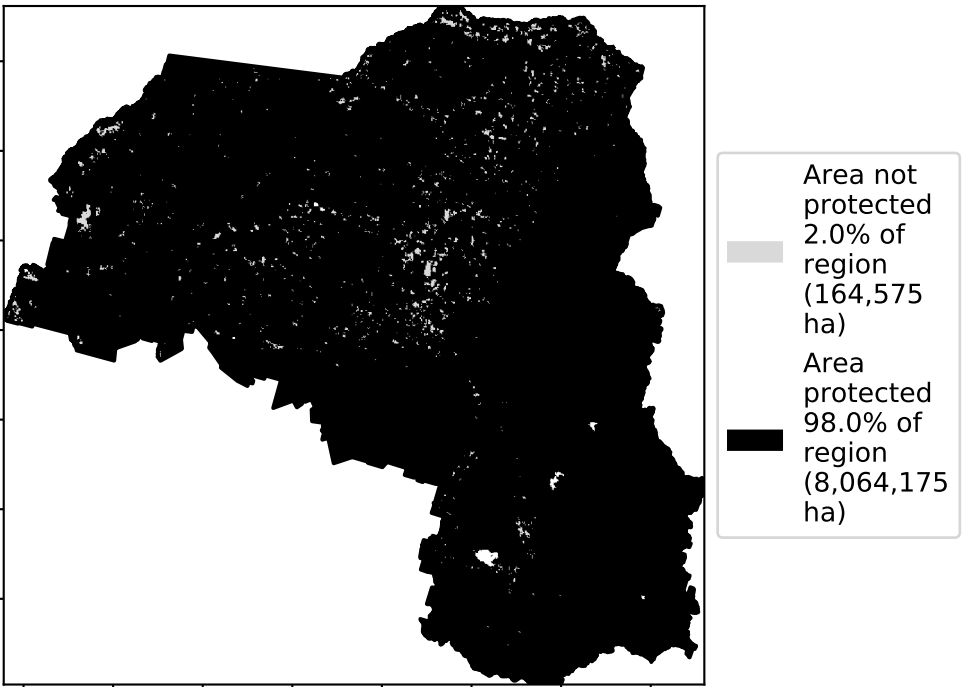 Area not
protected
2.0% of
region
(164,575
ha)
Area
protected
98.0% of
region
(8,064,175
ha)